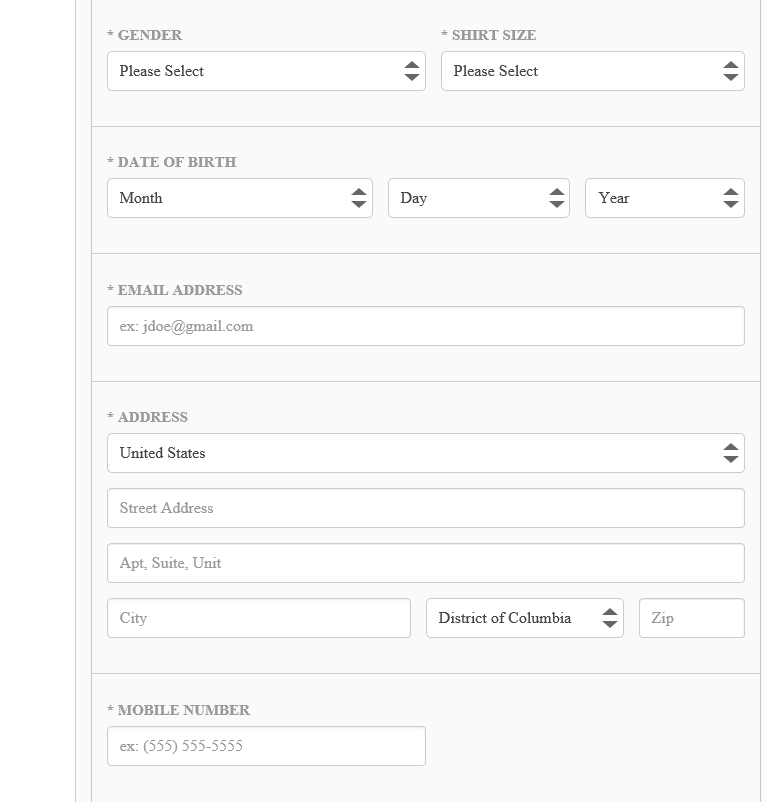 * GENDER * SHIRT SIZE
Please Select Please Select
* DATE OF BIRTH
Month Day Year
* EMAIL ADDRESS
ex: jdoe@gmail.com
* ADDRESS
United States
Street Address
Apt, Suite, Unit
City District of Columbia Zip
* MOBILE NUMBER
ex: (555) 555-5555